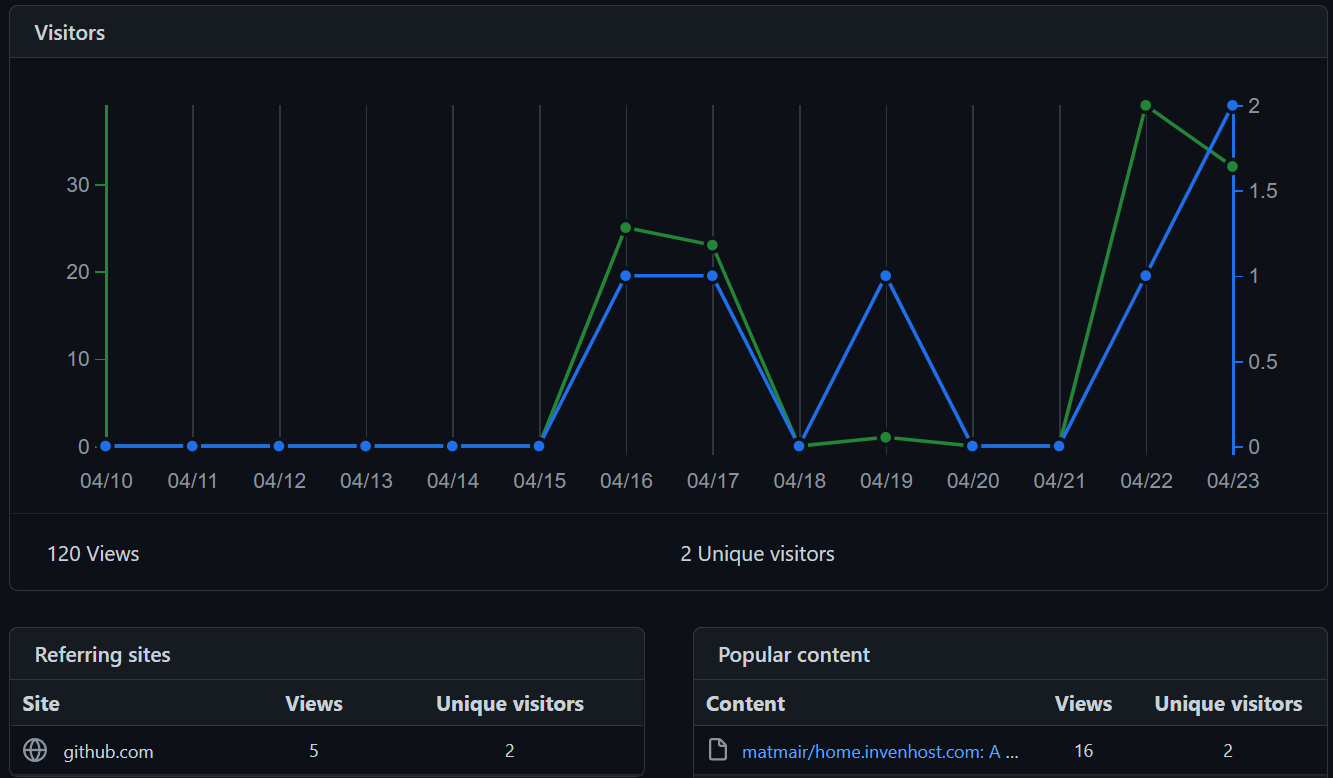 Visitors
2
30 1.5
20 1
10 0.5
0 0
04/10 04/11 04/12 04/13 04/14 04/15 04/16 04/17 04/18 04/19 04/20 04/21 04/22 04/23
120 Views 2 Unique visitors
Referring sites
Site Views Unique visitors
github.com 5 2
Popular content
Content Views Unique visitors
matmair/home.invenhost.com: A ... 16 2